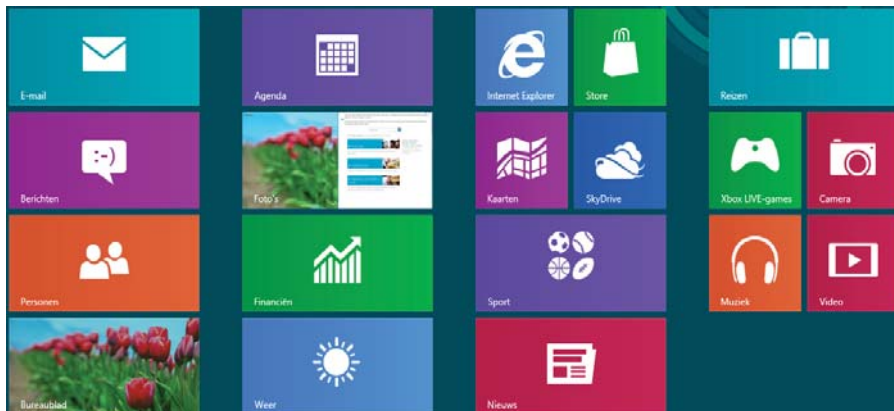 E-mail
Agenda
Internet Explorer
Store
Reizen
Berichten
Foto's
Kaarten
SkyDrive
Xbox LIVE-games
Camera
Personen
Financiën
Sport
Muziek
Video
Bureaublad
Weer
Nieuws